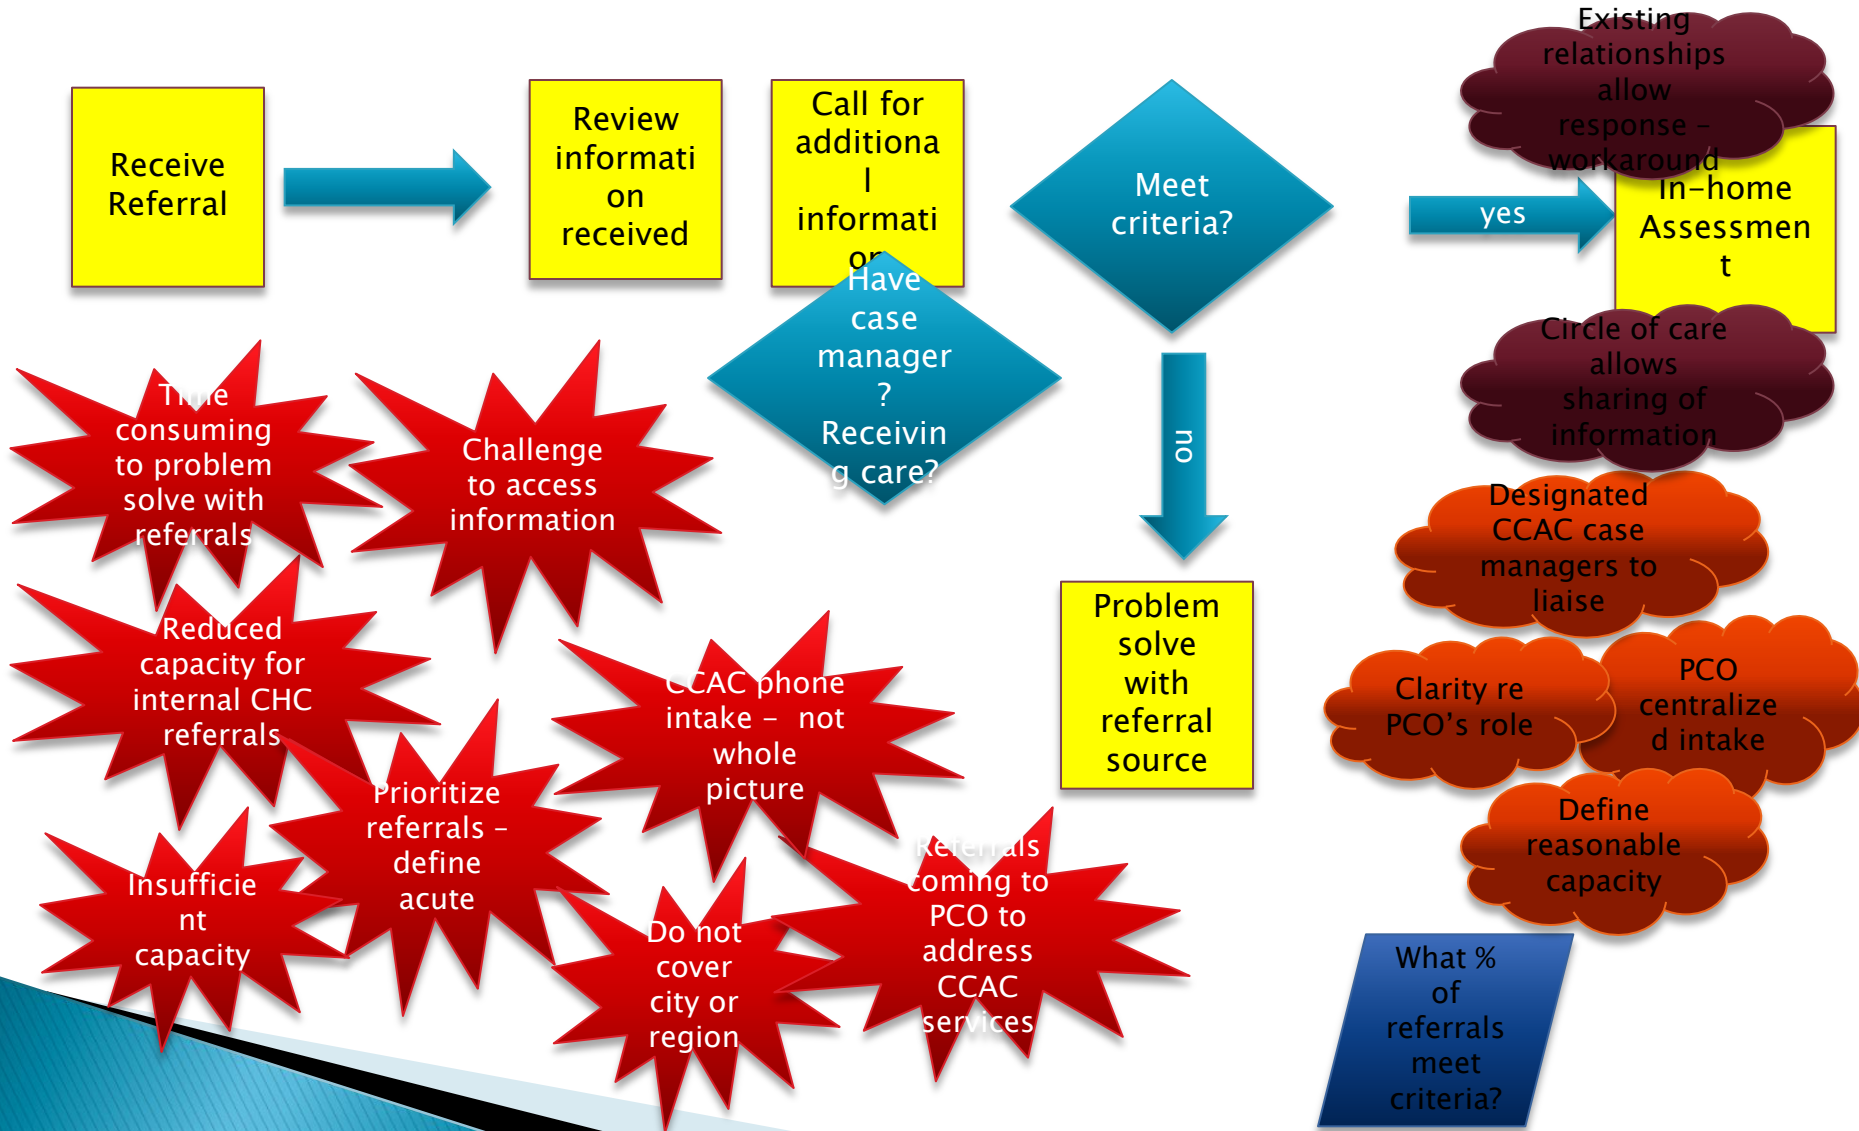 Receive
Referral
Review
informati
on
received
Call for
additiona
l
informati
on
Have
case
manager
?
Receivin
g care?
Meet
criteria?
yes
no
Existing
relationships
allow
response –
workaround
In-home
Assessmen
t
Circle of care
allows
sharing of
information
Time
consuming
to problem
solve with
referrals
Challenge
to access
information
Designated
CCAC case
managers to
liaise
Reduced
capacity for
internal CHC
referrals
CCAC phone
intake – not
whole
picture
Problem
solve
with
referral
source
Clarity re
PCO's role
PCO
centralize
d intake
Prioritize
referrals –
define
acute
Define
reasonable
capacity
Insufficie
nt
capacity
Do not
cover
city or
region
Referrals
coming to
PCO to
address
CCAC
services
What %
of
referrals
meet
criteria?